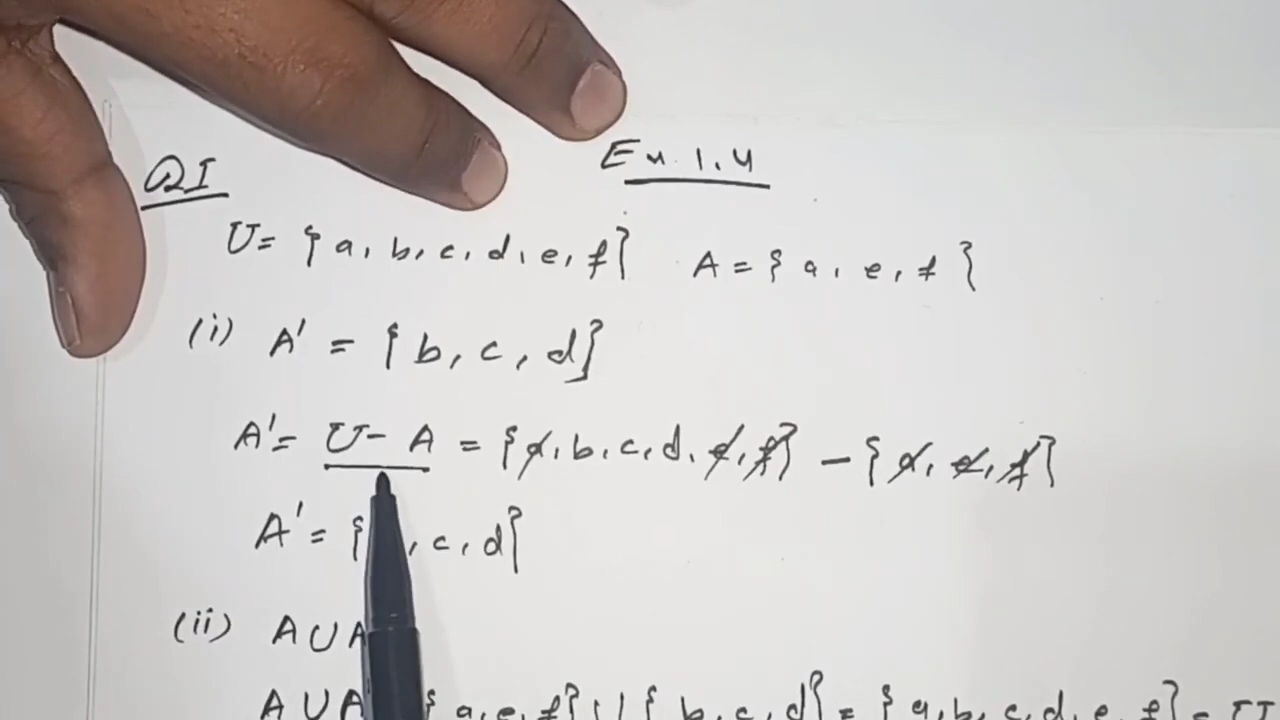 Ex. 1.4
QI
U = {a, b, c, d, e, f} A = {a, e, f}
(i) A' = {b, c, d}
A' = U - A = {a, b, c, d, e, f} - {a, e, f}
A' = { , c, d}
(ii) A ∪ A
A ∪ A { a, e, f} ∪ { b, c, d} = { a, b, c, d, e, f} = U